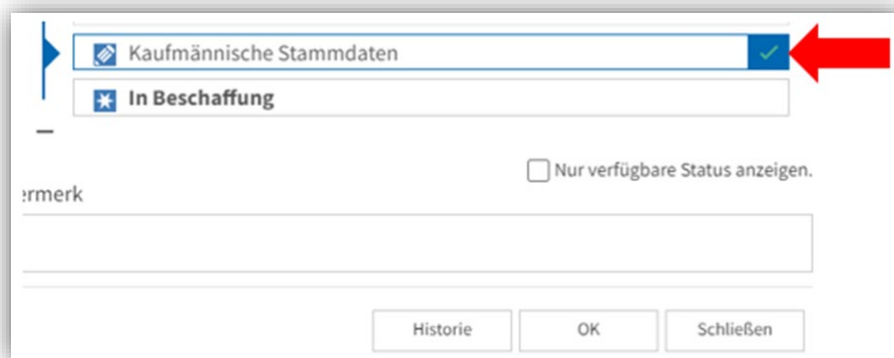 Kaufmännische Stammdaten
In Beschaffung
Nur verfügbare Status anzeigen.
ermerk
Historie OK Schließen